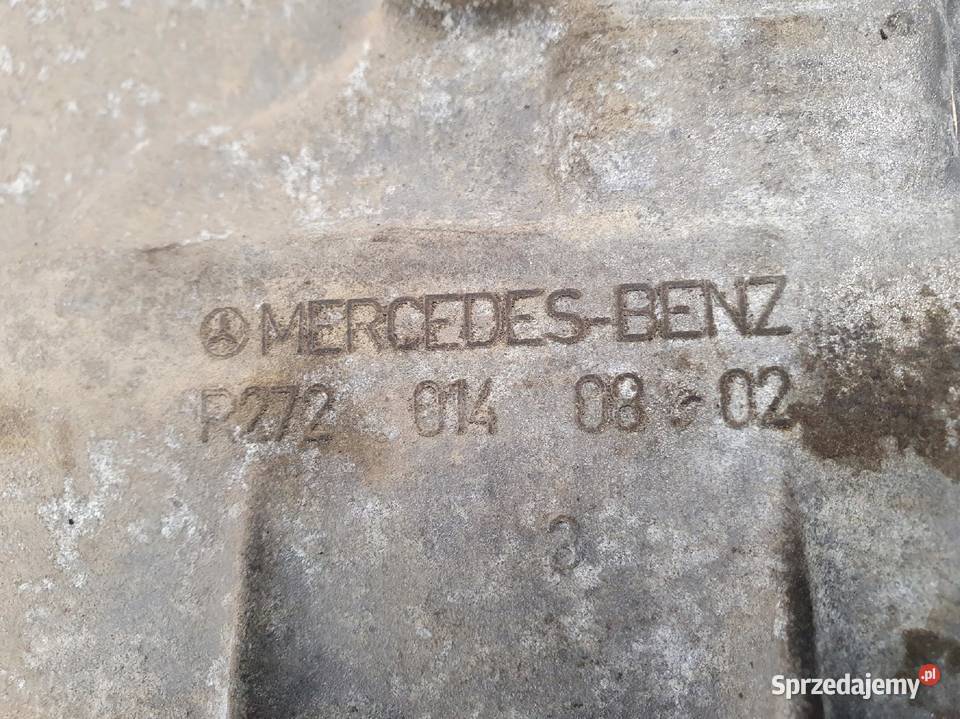 MERCEDES-BENZ
R272 014 08 02
3
Sprzedajemy.pl